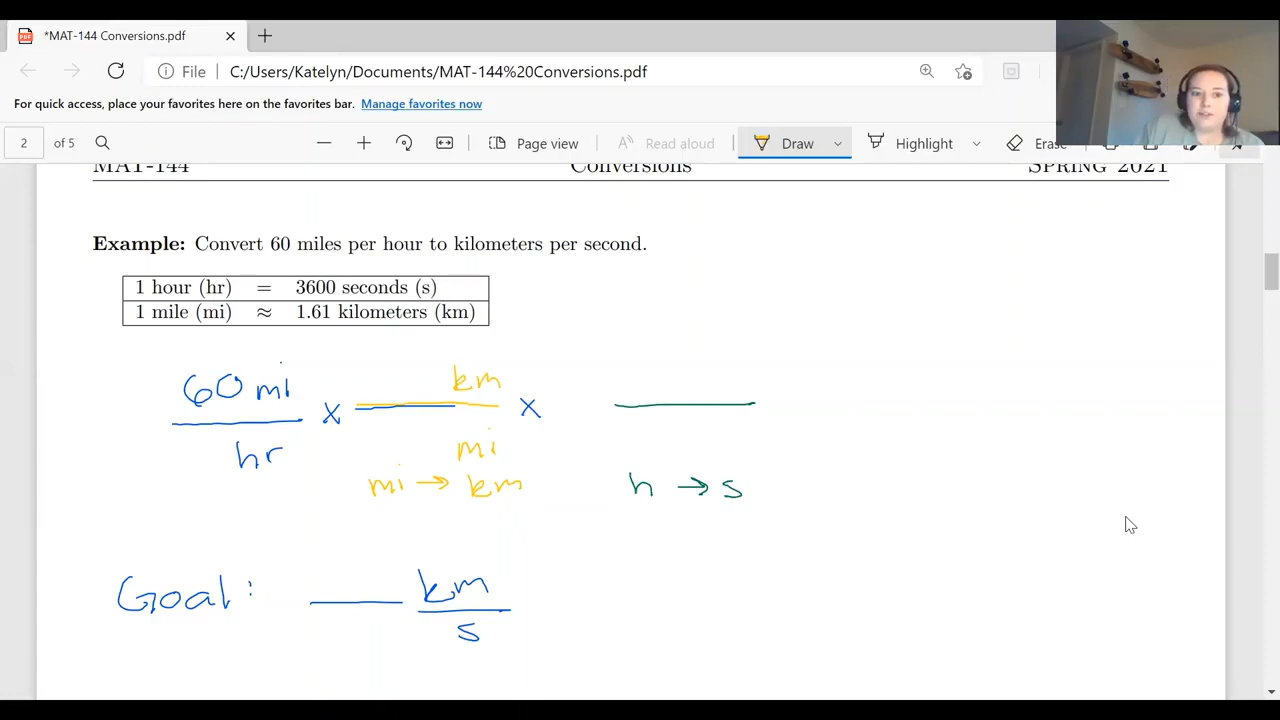 *MAT-144 Conversions.pdf
File | C:/Users/Katelyn/Documents/MAT-144%20Conversions.pdf
For quick access, place your favorites here on the favorites bar. Manage favorites now
2 of 5 Page view Read aloud Draw Highlight Erase
MAT-144 Conversions SPRING 2021
Example: Convert 60 miles per hour to kilometers per second.
1 hour (hr) = 3600 seconds (s)
1 mile (mi) ≈ 1.61 kilometers (km)
60 mi km
x x
hr mi
mi → km h → s
Goal: km
s